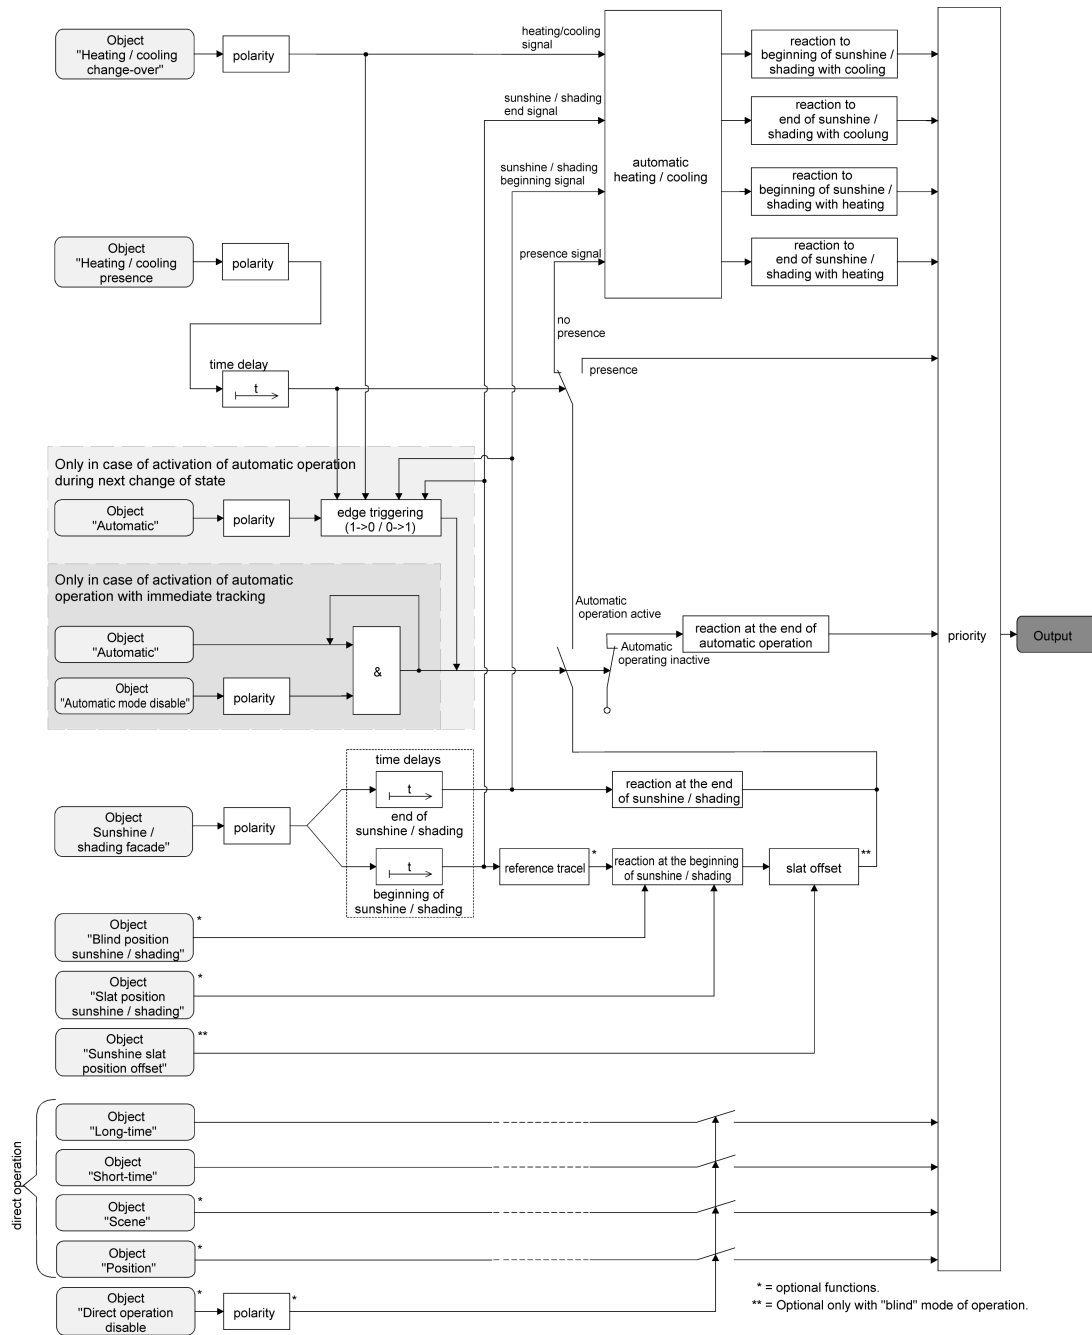 Object
"Heating / cooling
change-over"
polarity
heating/cooling
signal
sunshine / shading
end signal
sunshine / shading
beginning signal
presence signal
automatic
heating / cooling
reaction to
beginning of sunshine /
shading with cooling
reaction to
end of sunshine /
shading with coolung
reaction to
beginning of sunshine /
shading with heating
reaction to
end of sunshine /
shading with heating
Object
"Heating / cooling
presence
polarity
no
presence
presence
time delay
t
Only in case of activation of automatic operation
during next change of state
Object
"Automatic"
polarity
edge triggering
(1->0 / 0->1)
Only in case of activation of automatic
operation with immediate tracking
Object
"Automatic"
Object
"Automatic mode disable"
polarity
&
Automatic
operation active
Automatic
operating inactive
reaction at the end of
automatic operation
priority
Output
time delays
t
end of
sunshine / shading
t
beginning of
sunshine / shading
Object
Sunshine /
shading facade"
polarity
reaction at the end
of sunshine / shading
reference tracel
*
reaction at the beginning
of sunshine / shading
slat offset
**
Object
"Blind position
sunshine / shading"
*
Object
"Slat position
sunshine / shading"
*
Object
"Sunshine slat
position offset"
**
direct operation
Object
"Long-time"
Object
"Short-time"
Object
"Scene"
*
Object
"Position"
*
Object
"Direct operation
disable
*
polarity
*
* = optional functions.
** = Optional only with "blind" mode of operation.